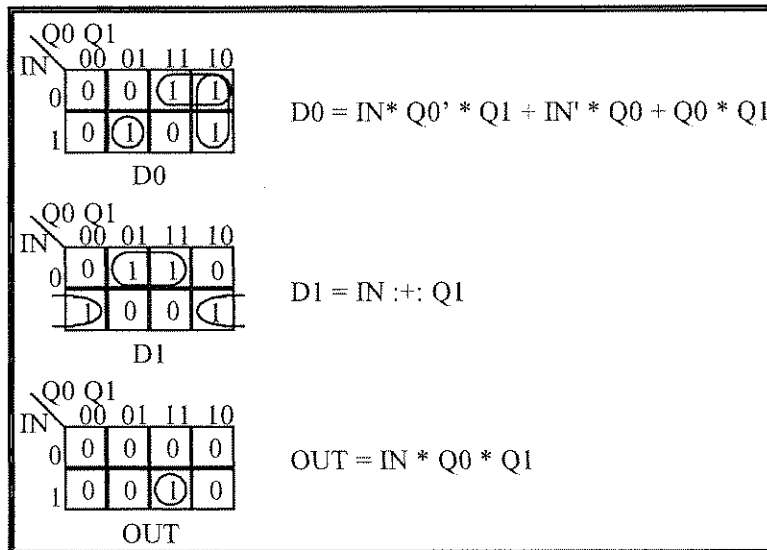 Q0 Q1
00 01 11 10
IN
0 0 0 1 1
1 0 1 0 1
D0
D0 = IN* Q0' * Q1 + IN' * Q0 + Q0 * Q1
Q0 Q1
00 01 11 10
IN
0 0 1 1 0
1 1 0 0 1
D1
D1 = IN :+: Q1
Q0 Q1
00 01 11 10
IN
0 0 0 0 0
1 0 0 1 0
OUT
OUT = IN * Q0 * Q1